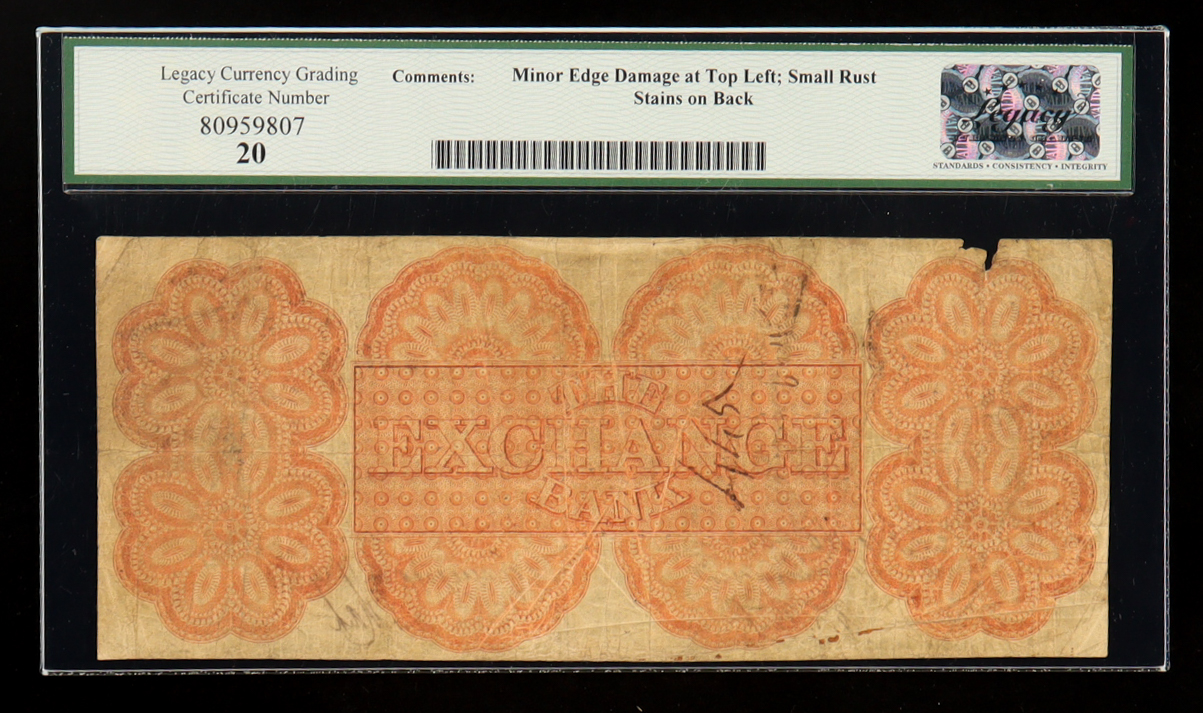 Legacy Currency Grading
Certificate Number
80959807
20
Comments:
Minor Edge Damage at Top Left; Small Rust
Stains on Back
Legacy
STANDARDS • CONSISTENCY • INTEGRITY
THE
EXCHANGE
BANK